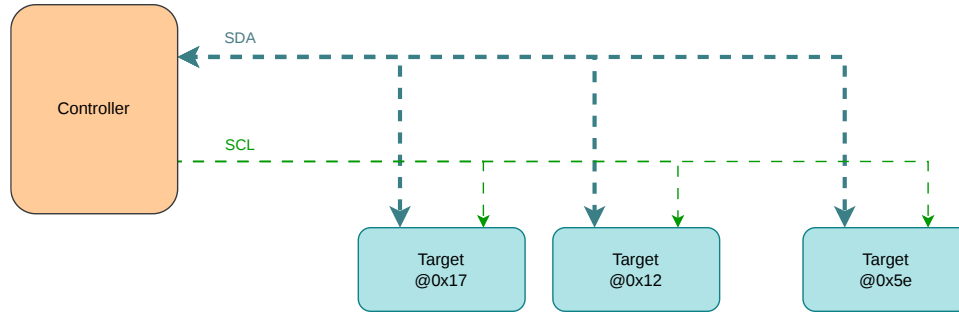 SDA
Controller
SCL
Target
@0x17
Target
@0x12
Target
@0x5e